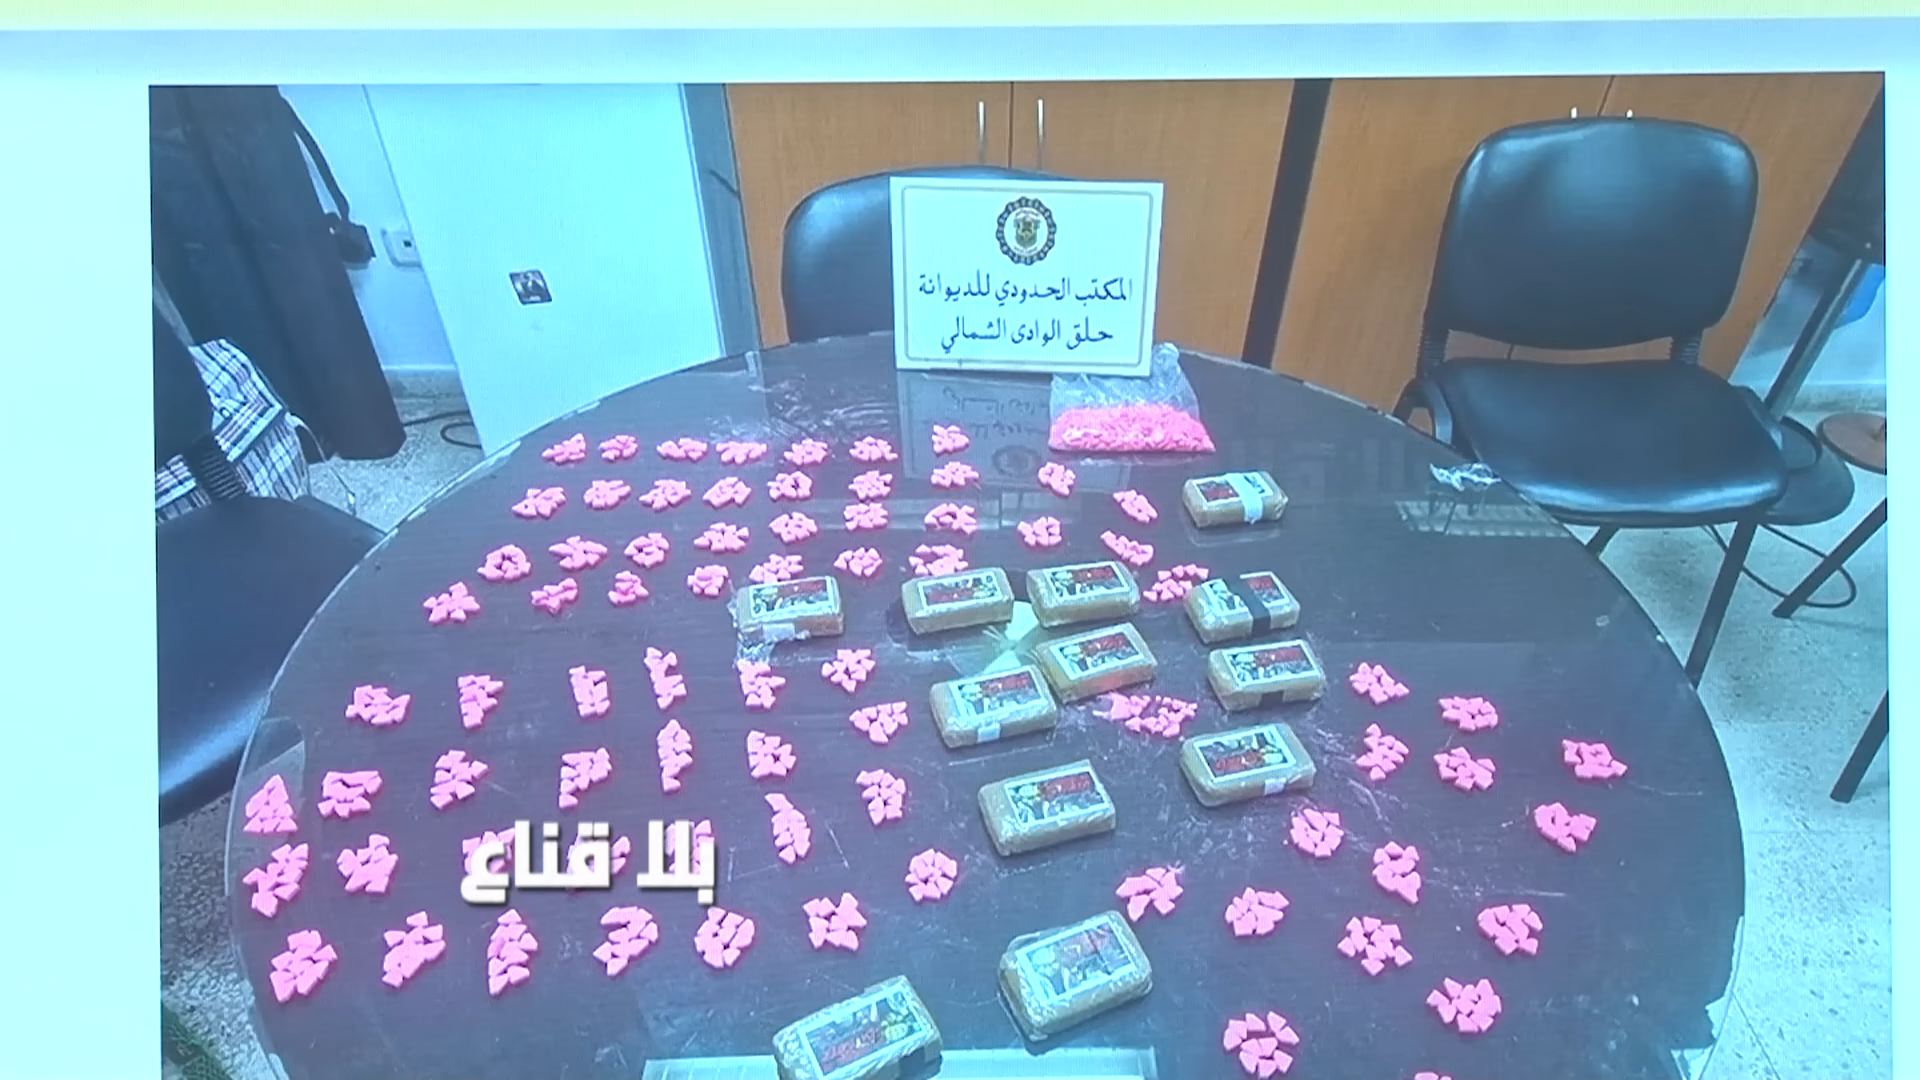 المكتب الحدودي للديوانة
حلق الوادي الشمالي
بلا قناع